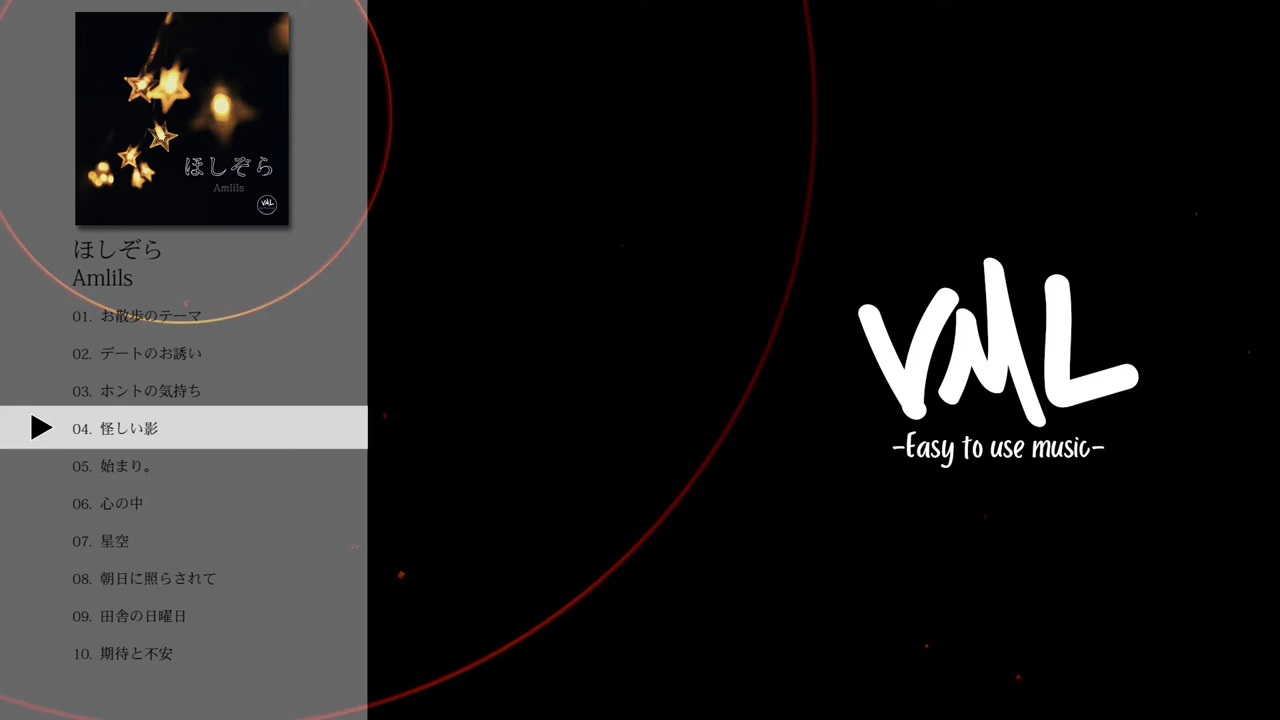 ほしぞら
Amlils
VML
ほしぞら
Amlils
01. お散歩のテーマ
02. デートのお誘い
03. ホントの気持ち
04. 怪しい影
05. 始まり。
06. 心の中
07. 星空
08. 朝日に照らされて
09. 田舎の日曜日
10. 期待と不安
VML
-Easy to use music-